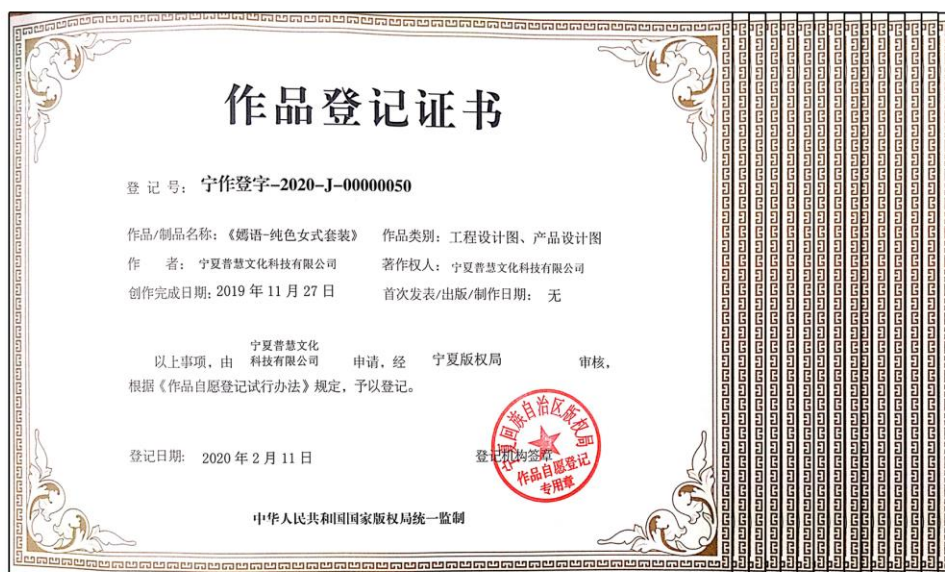 作品登记证书
登 记 号： 宁作登字-2020-J-00000050
作品/制品名称：《嫣语-纯色女式套装》 作品类别：工程设计图、产品设计图
作 者： 宁夏普慧文化科技有限公司 著作权人： 宁夏普慧文化科技有限公司
创作完成日期：2019 年 11 月 27 日 首次发表/出版/制作日期： 无
宁夏普慧文化
以上事项，由 科技有限公司 申请，经 宁夏版权局 审核，
根据《作品自愿登记试行办法》规定，予以登记。
登记日期: 2020 年 2 月 11 日 登记机构签章
宁夏回族自治区版权局
作品自愿登记
专用章
中华人民共和国国家版权局统一监制